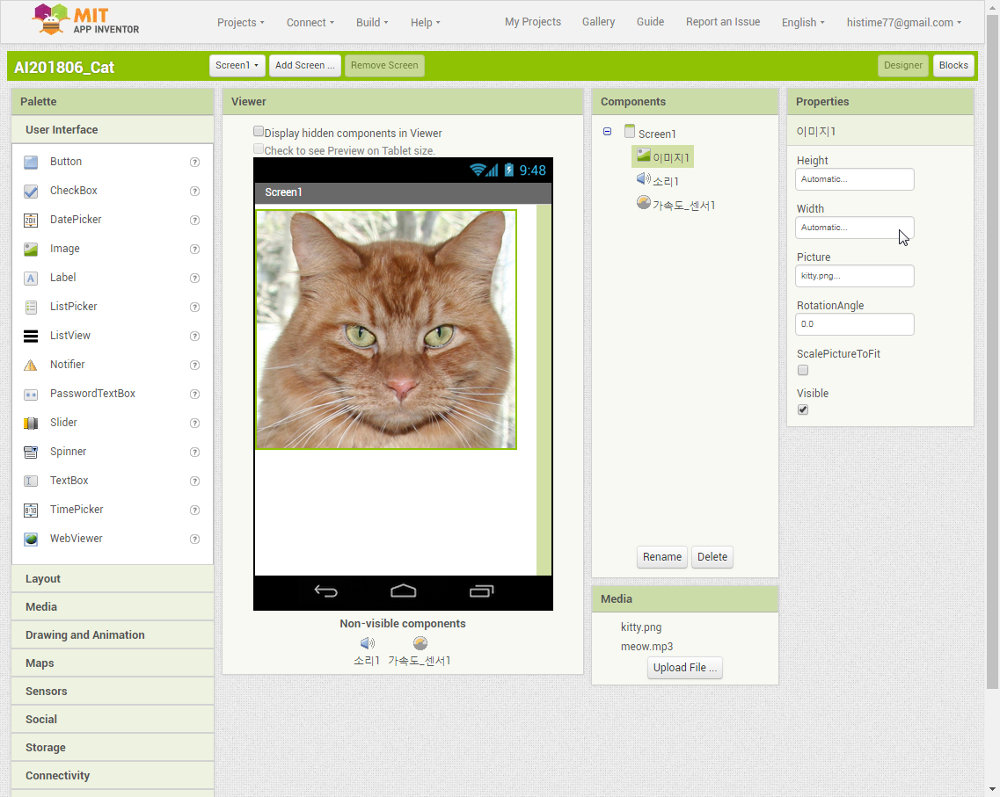 MIT
APP INVENTOR
Projects
Connect
Build
Help
My Projects
Gallery
Guide
Report an Issue
English
histime77@gmail.com
AI201806_Cat
Screen1
Add Screen ...
Remove Screen
Designer
Blocks
Palette
User Interface
Button ?
CheckBox ?
DatePicker ?
Image ?
Label ?
ListPicker ?
ListView ?
Notifier ?
PasswordTextBox ?
Slider ?
Spinner ?
TextBox ?
TimePicker ?
WebViewer ?
Layout
Media
Drawing and Animation
Maps
Sensors
Social
Storage
Connectivity
Viewer
Display hidden components in Viewer
Check to see Preview on Tablet size.
9:48
Screen1
Non-visible components
소리1 가속도_센서1
Components
Screen1
이미지1
소리1
가속도_센서1
Rename Delete
Media
kitty.png
meow.mp3
Upload File ...
Properties
이미지1
Height
Automatic...
Width
Automatic...
Picture
kitty.png...
RotationAngle
0.0
ScalePictureToFit
Visible